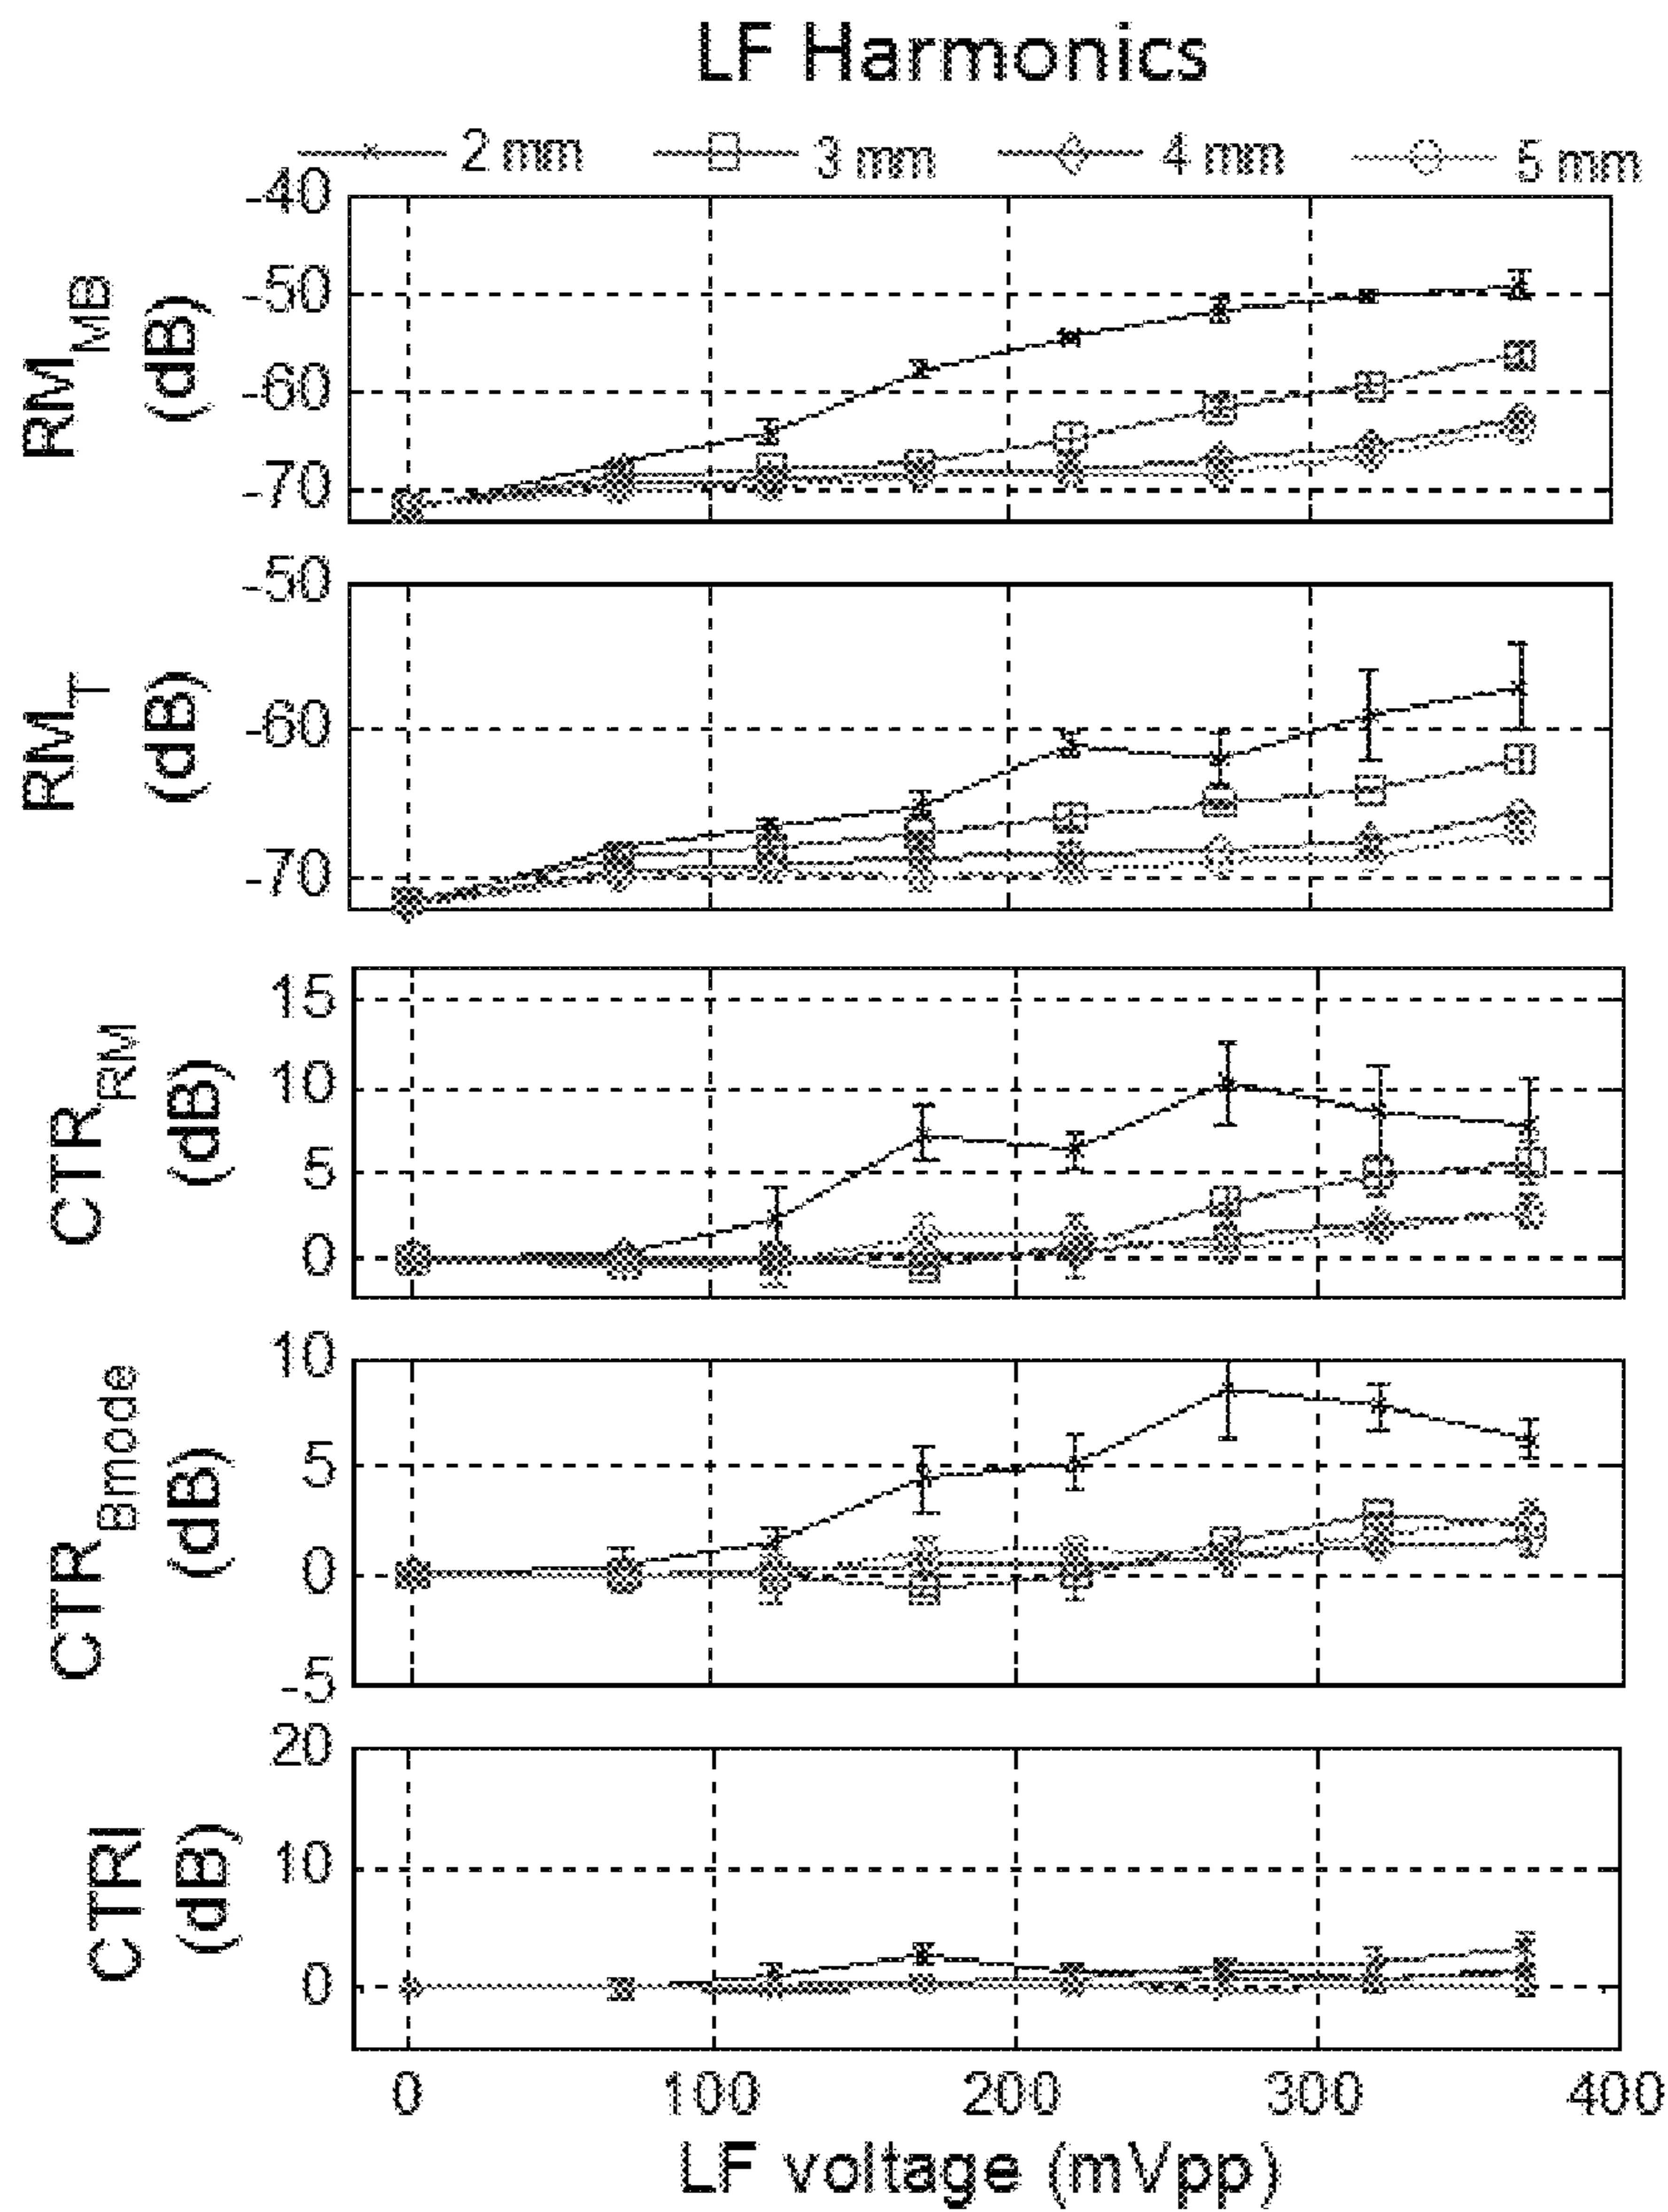 LF Harmonics
2 mm 3 mm 4 mm 5 mm
RM_MB (dB)
-40
-50
-60
-70
RM_T (dB)
-50
-60
-70
CTR_RM (dB)
15
10
5
0
CTR_Bmode (dB)
10
5
0
-5
CTRI (dB)
20
10
0
0 100 200 300 400
LF voltage (mVpp)